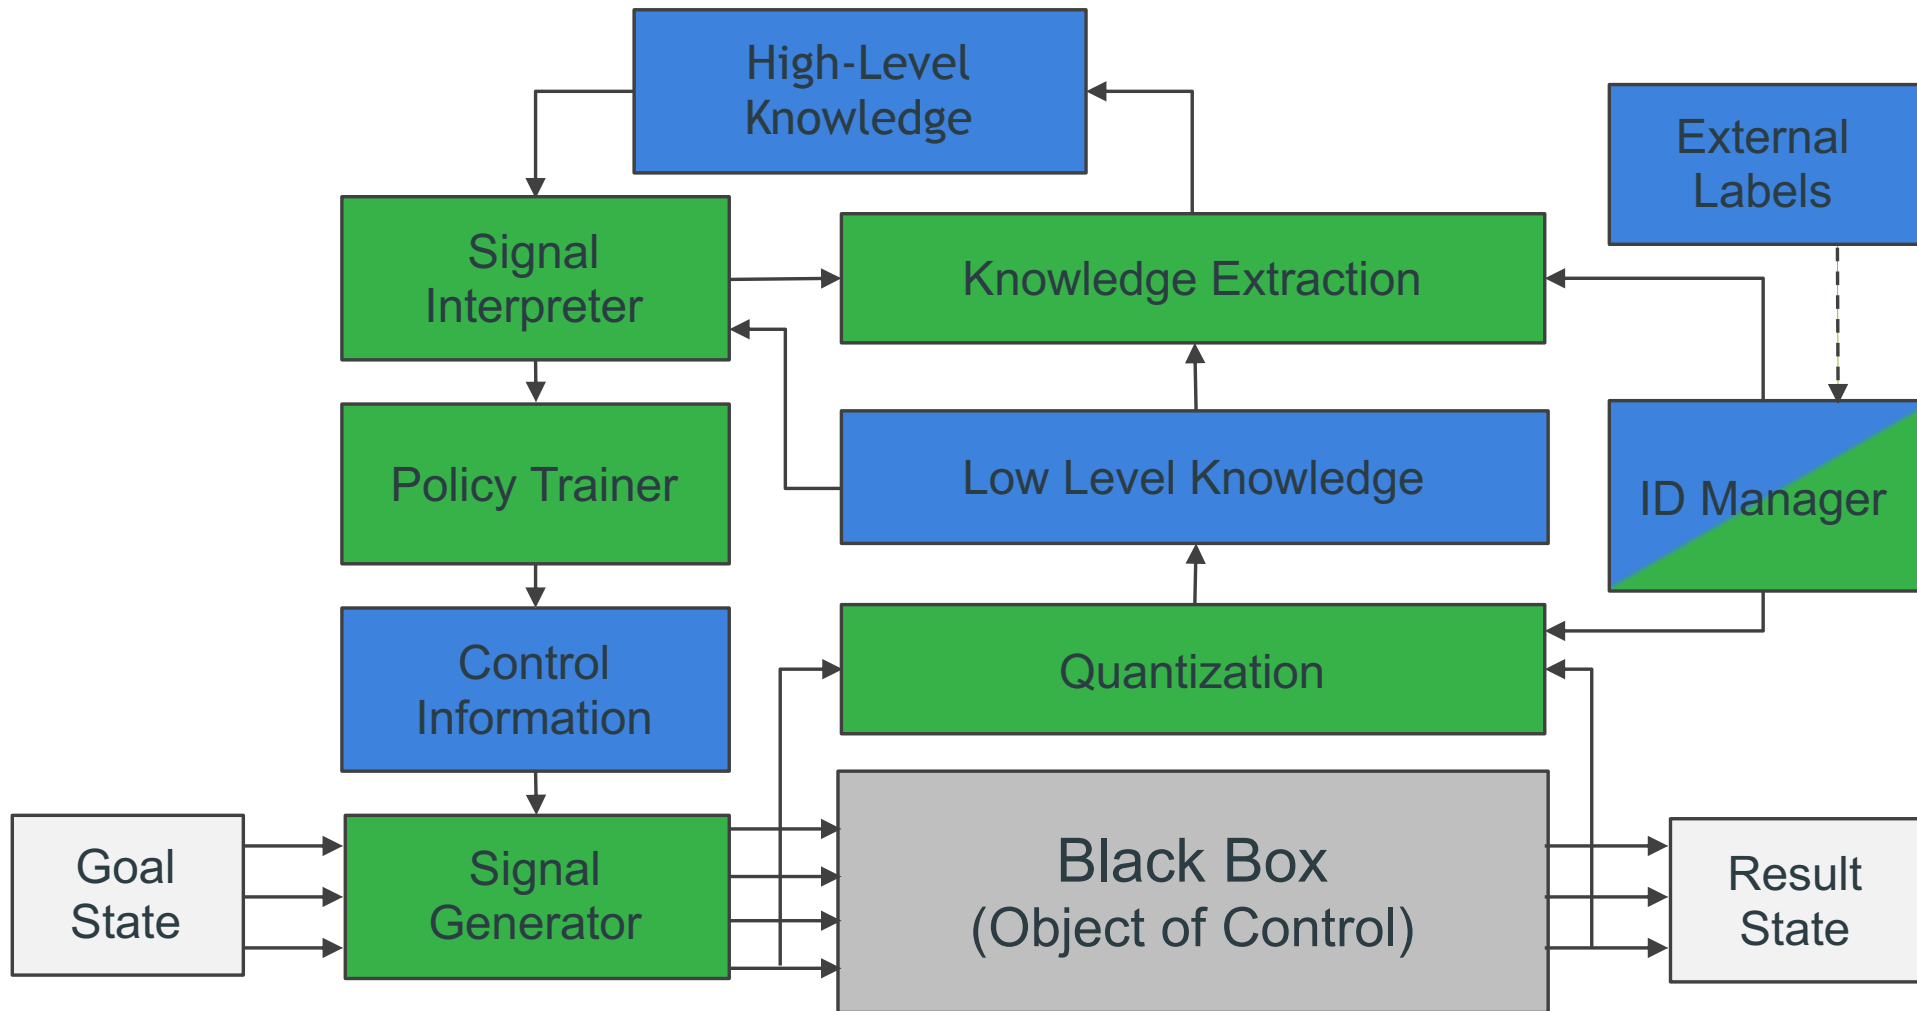 High-Level
Knowledge
External
Labels
Signal
Interpreter
Knowledge Extraction
Policy Trainer
Low Level Knowledge
ID Manager
Control
Information
Quantization
Goal
State
Signal
Generator
Black Box
(Object of Control)
Result
State